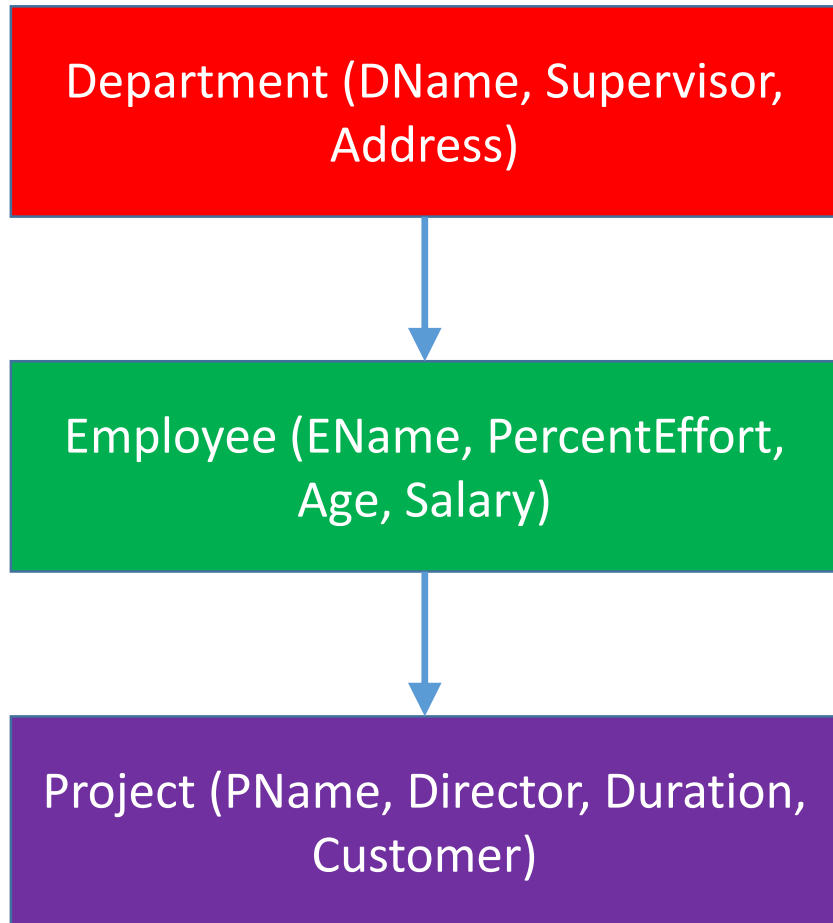 Department (DName, Supervisor,
Address)
Employee (EName, PercentEffort,
Age, Salary)
Project (PName, Director, Duration,
Customer)